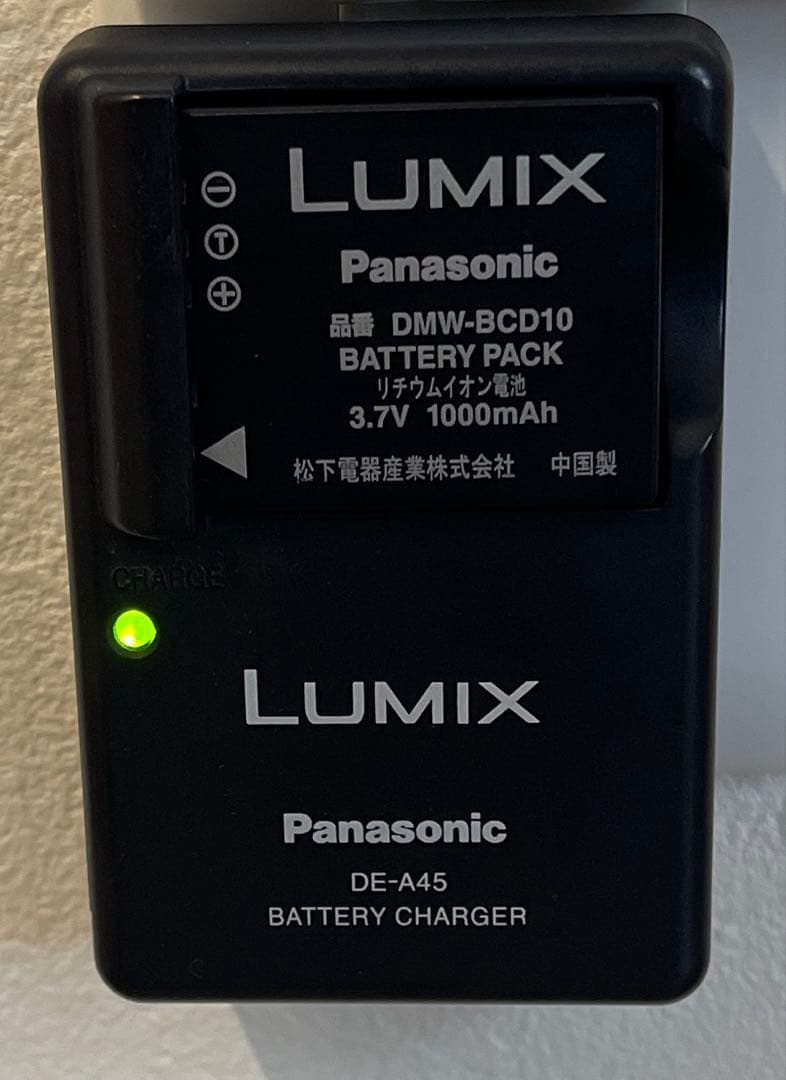 LUMIX
Panasonic
品番 DMW-BCD10
BATTERY PACK
リチウムイオン電池
3.7V 1000mAh
松下電器産業株式会社 中国製
⊖
Ⓣ
⊕
CHARGE
LUMIX
Panasonic
DE-A45
BATTERY CHARGER